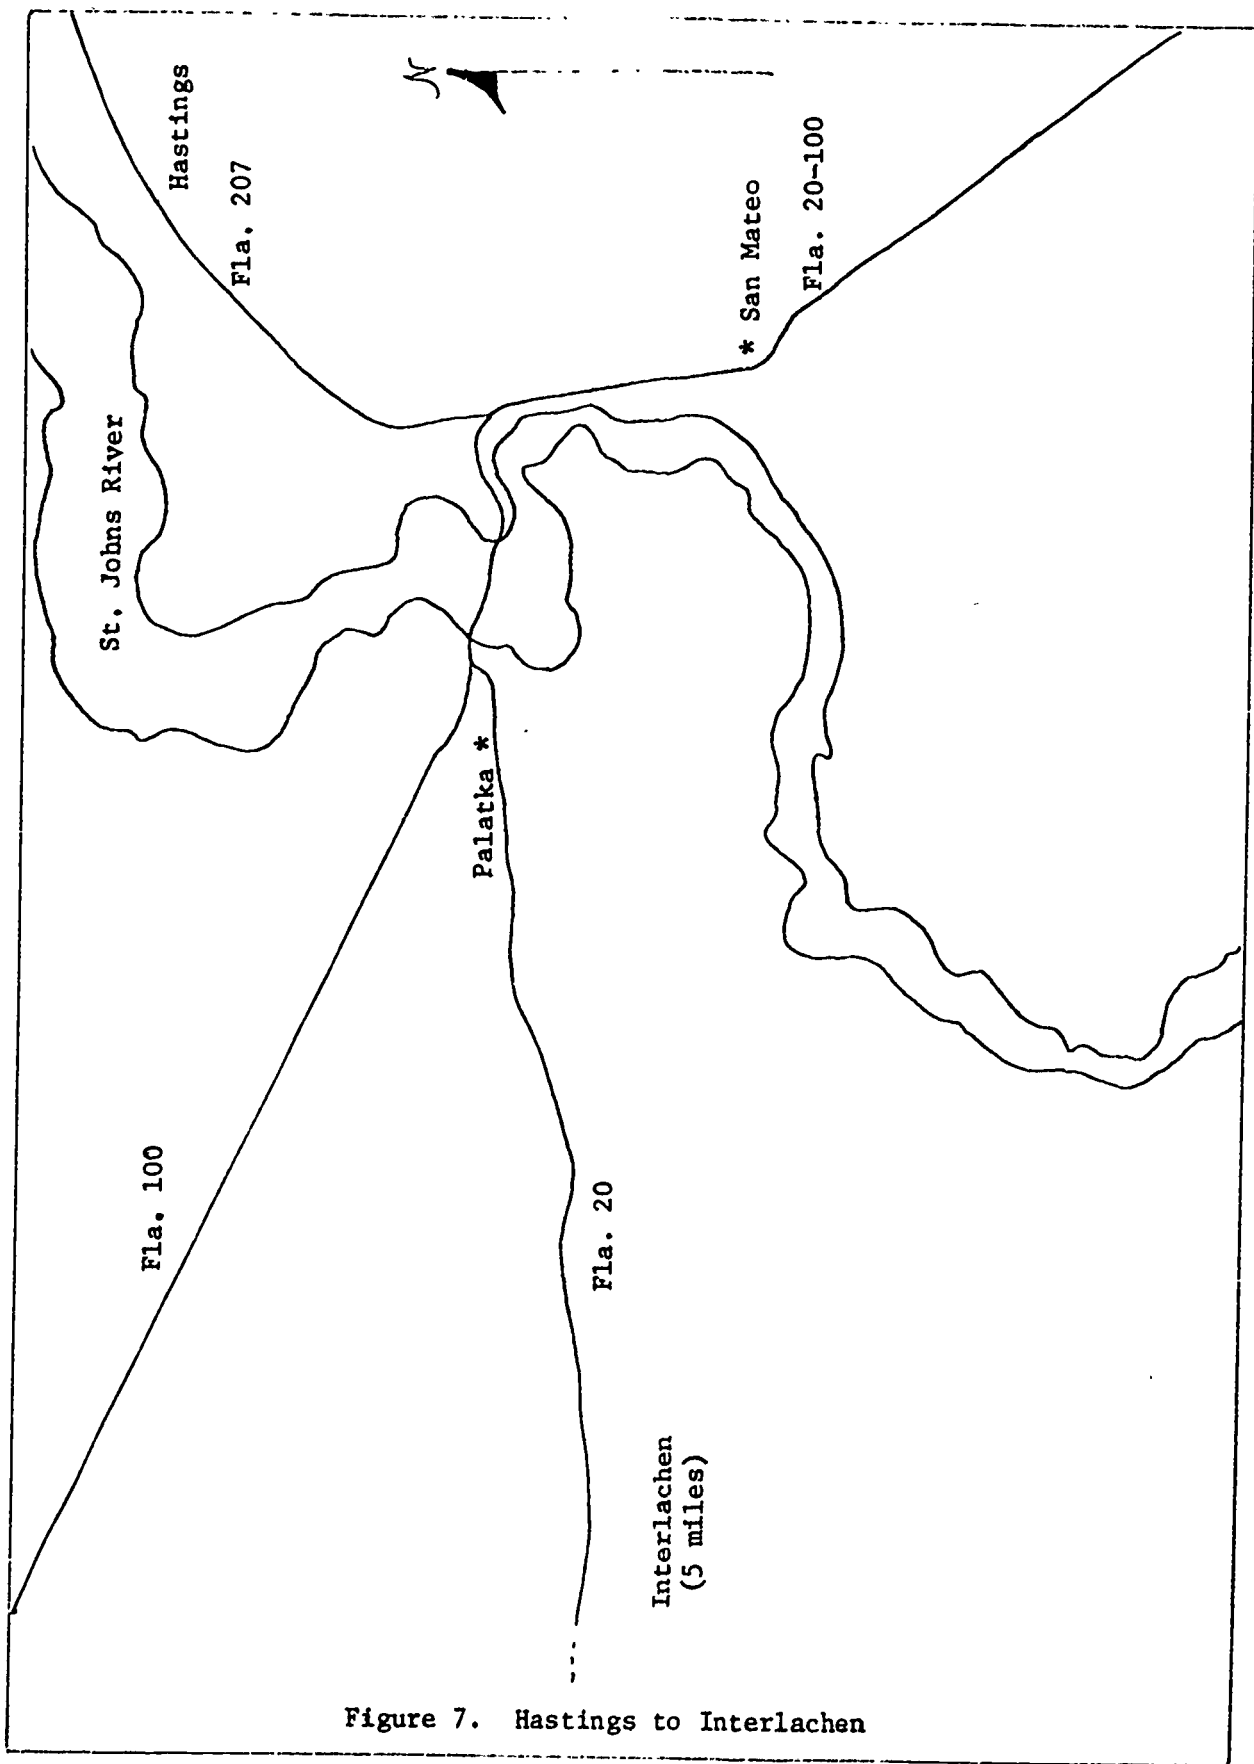 N
Hastings
Fla. 207
St. Johns River
* San Mateo
Fla. 20-100
Palatka *
Fla. 100
Fla. 20
Interlachen
(5 miles)
Figure 7. Hastings to Interlachen